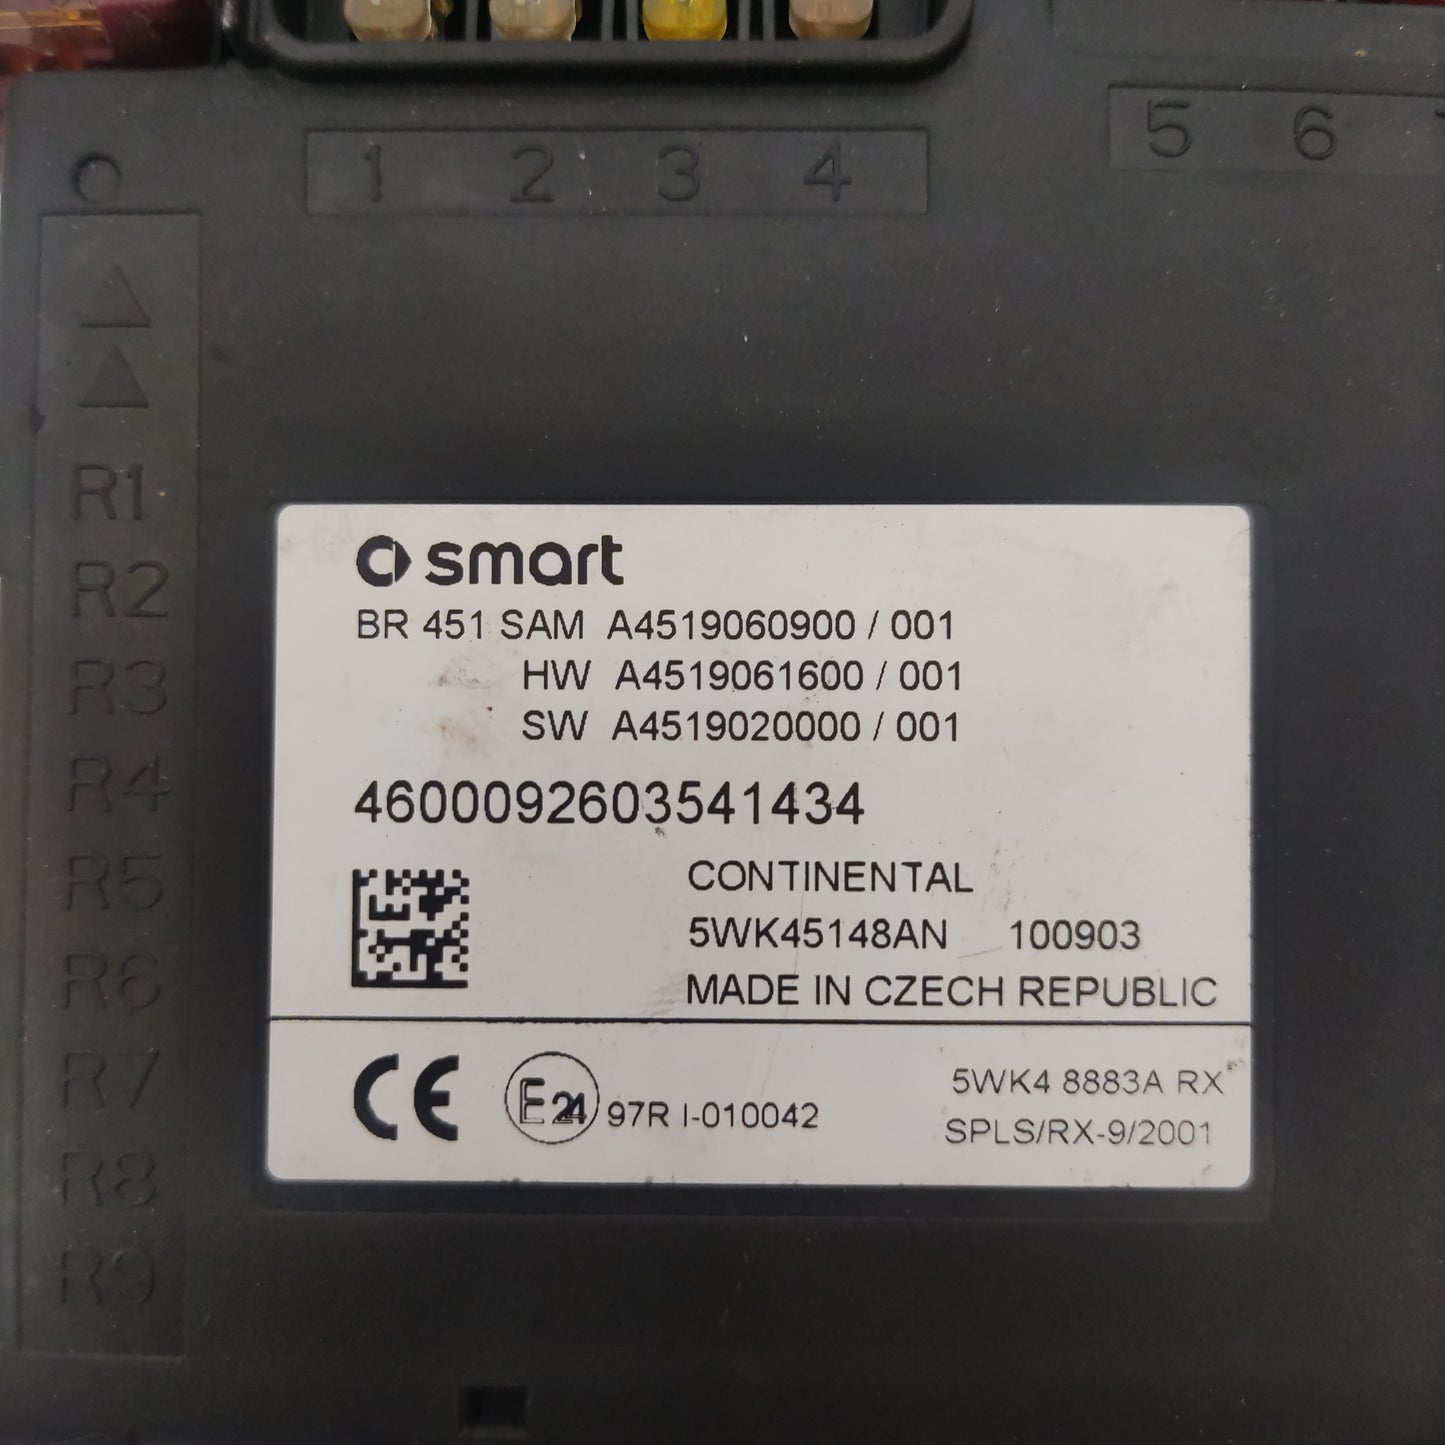 1 2 3 4
5 6
R1
R2
R3
R4
R5
R6
R7
R8
R9
smart
BR 451 SAM A4519060900 / 001
HW A4519061600 / 001
SW A4519020000 / 001
4600092603541434
CONTINENTAL
5WK45148AN 100903
MADE IN CZECH REPUBLIC
CE 97R I-010042
5WK4 8883A RX
SPLS/RX-9/2001